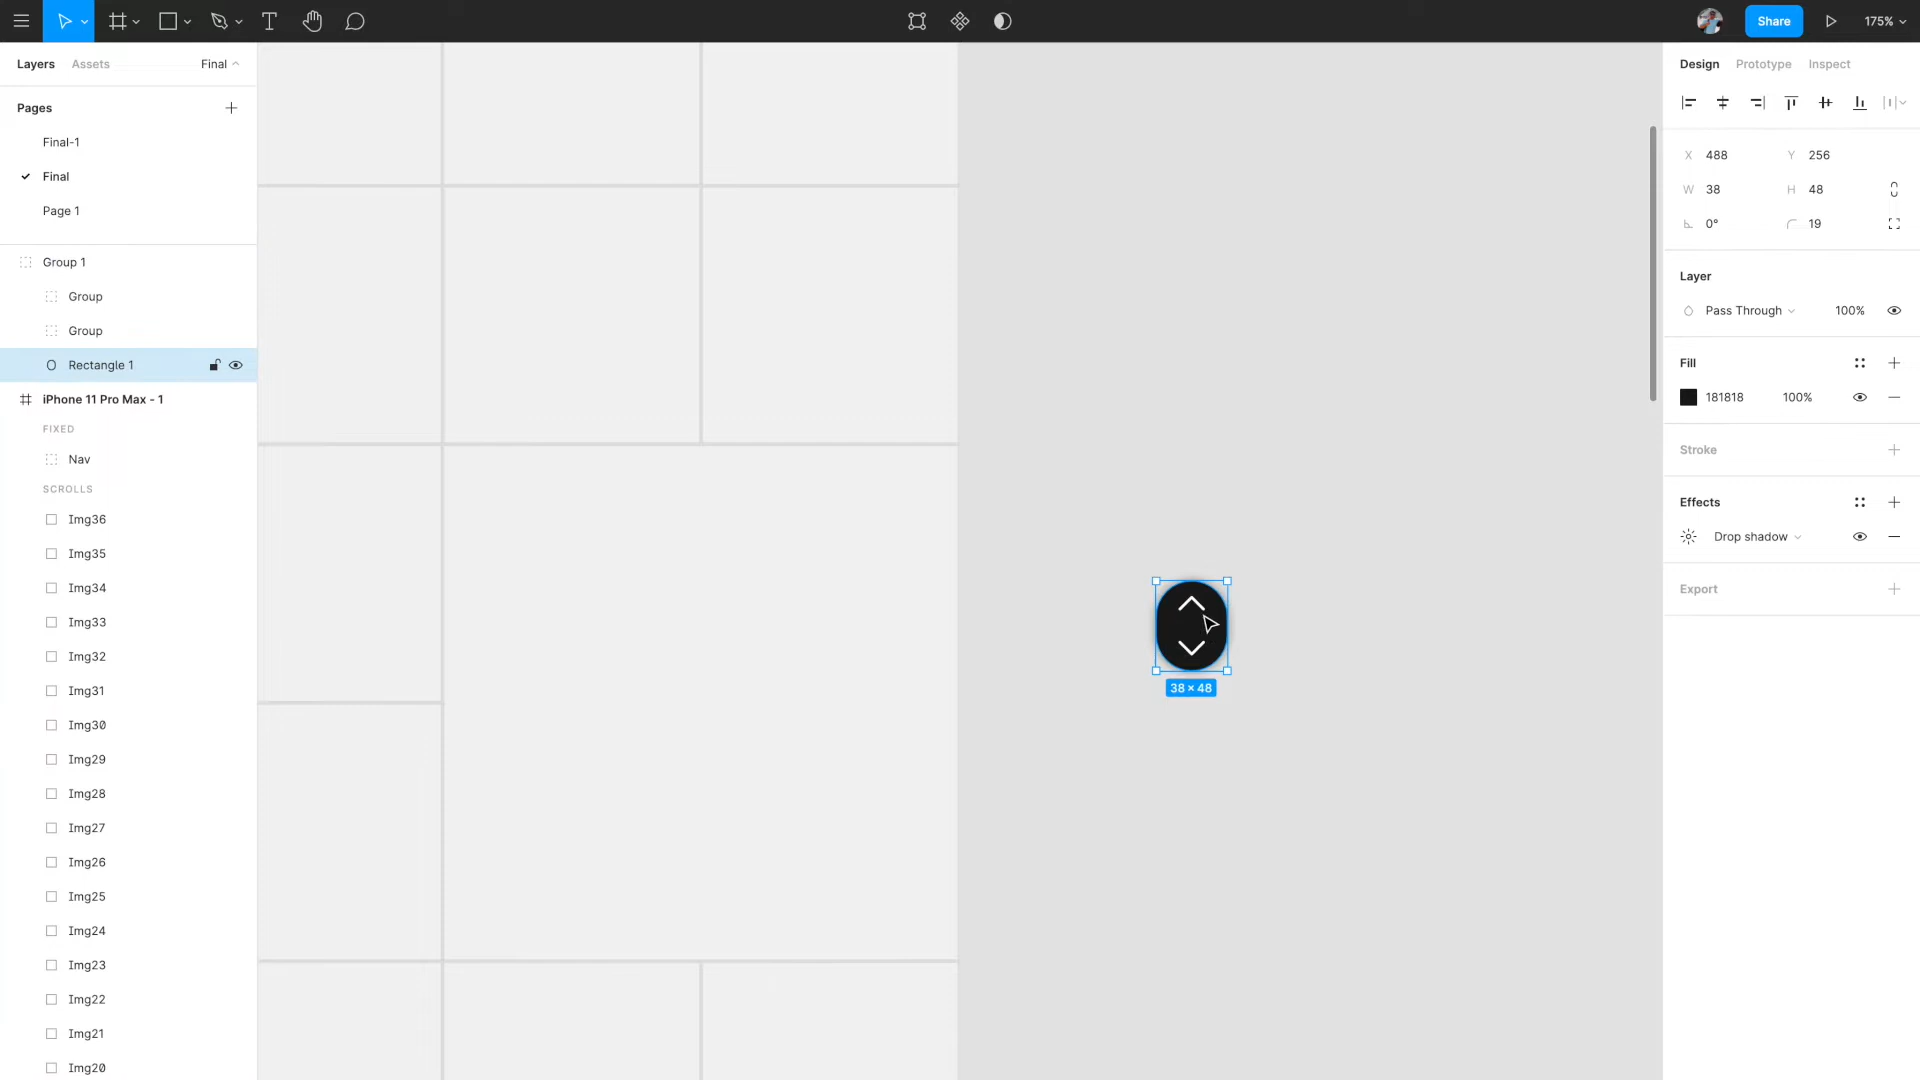 Share
175%
Layers
Assets
Final
Pages
Final-1
Final
Page 1
Group 1
Group
Group
Rectangle 1
iPhone 11 Pro Max - 1
FIXED
Nav
SCROLLS
Img36
Img35
Img34
Img33
Img32
Img31
Img30
Img29
Img28
Img27
Img26
Img25
Img24
Img23
Img22
Img21
Img20
38 × 48
Design
Prototype
Inspect
X 488 Y 256
W 38 H 48
0° 19
Layer
Pass Through 100%
Fill
181818 100%
Stroke
Effects
Drop shadow
Export